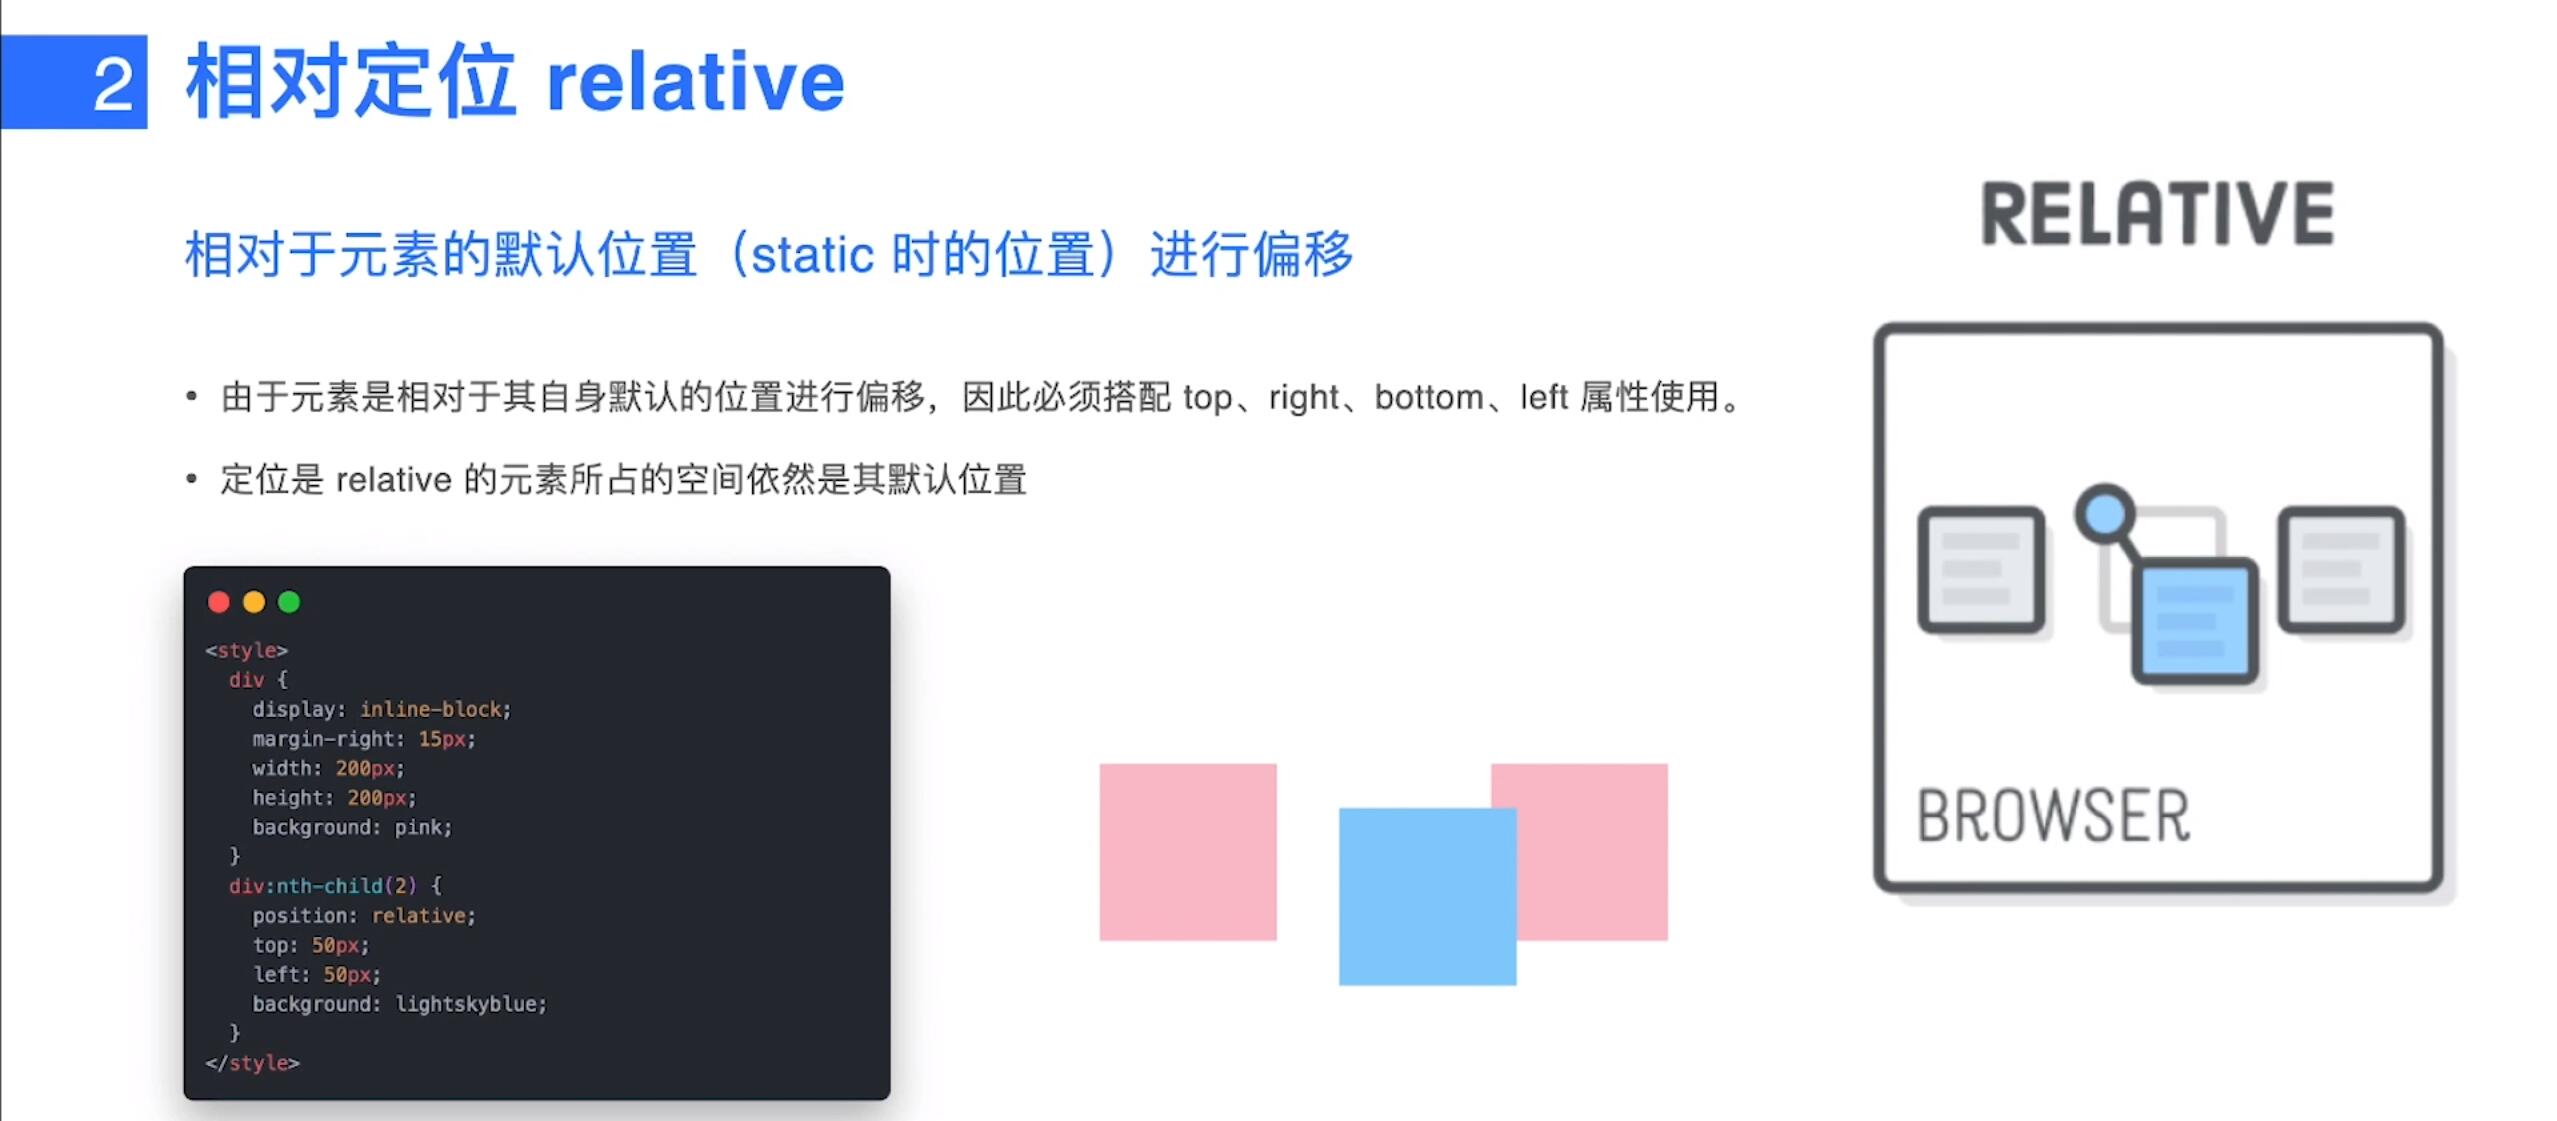 2 相对定位 relative
相对于元素的默认位置（static 时的位置）进行偏移
• 由于元素是相对于其自身默认的位置进行偏移，因此必须搭配 top、right、bottom、left 属性使用。
• 定位是 relative 的元素所占的空间依然是其默认位置
<style>
  div {
    display: inline-block;
    margin-right: 15px;
    width: 200px;
    height: 200px;
    background: pink;
  }
  div:nth-child(2) {
    position: relative;
    top: 50px;
    left: 50px;
    background: lightskyblue;
  }
</style>
RELATIVE
BROWSER